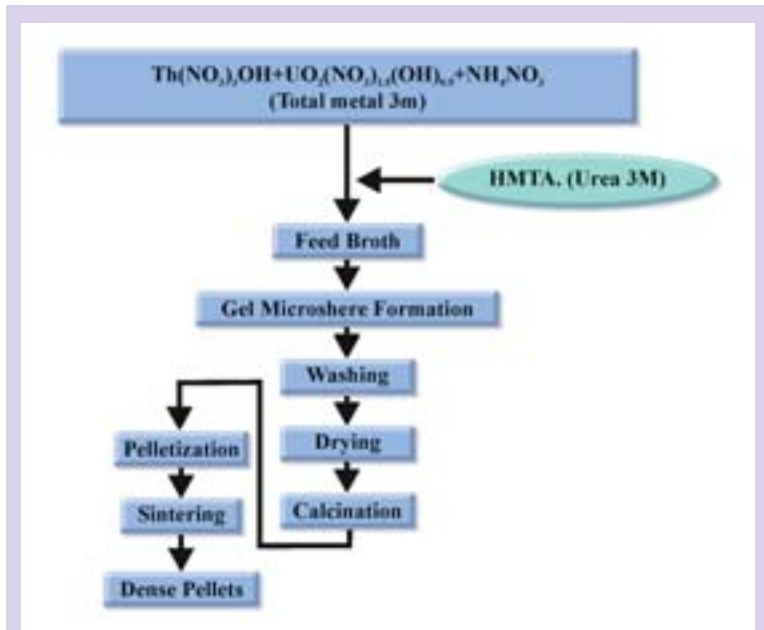 Th(NO₃)₃OH+UO₂(NO₃)₁.₅(OH)₀.₅+NH₄NO₃
(Total metal 3m)
HMTA. (Urea 3M)
Feed Broth
Gel Microshere Formation
Washing
Drying
Calcination
Pelletization
Sintering
Dense Pellets